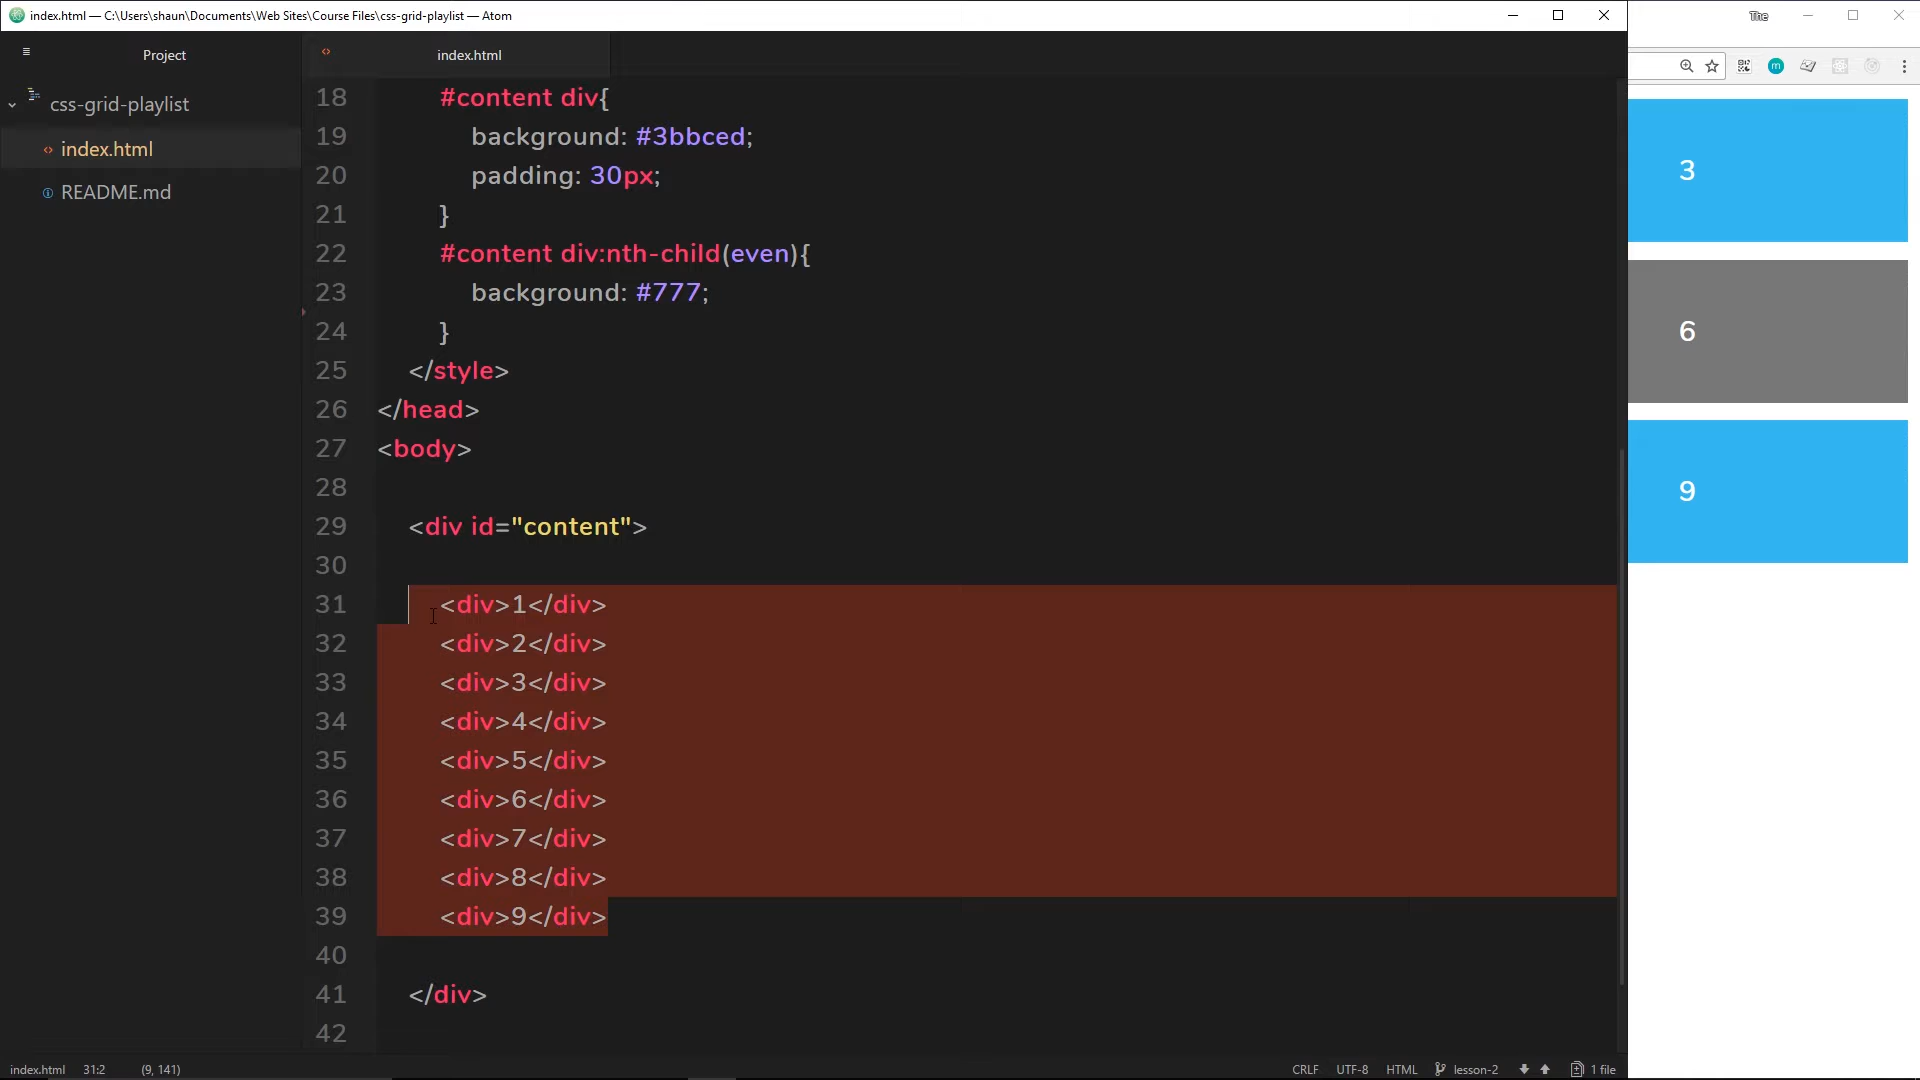 index.html — C:\Users\shaun\Documents\Web Sites\Course Files\css-grid-playlist — Atom
The
Project
index.html
css-grid-playlist
index.html
README.md
18 #content div{
19 background: #3bbced;
20 padding: 30px;
21 }
22 #content div:nth-child(even){
23 background: #777;
24 }
25 </style>
26 </head>
27 <body>
28
29 <div id="content">
30
31 <div>1</div>
32 <div>2</div>
33 <div>3</div>
34 <div>4</div>
35 <div>5</div>
36 <div>6</div>
37 <div>7</div>
38 <div>8</div>
39 <div>9</div>
40
41 </div>
42
m
3
6
9
index.html 31:2 (9, 141) CRLF UTF-8 HTML lesson-2 1 file